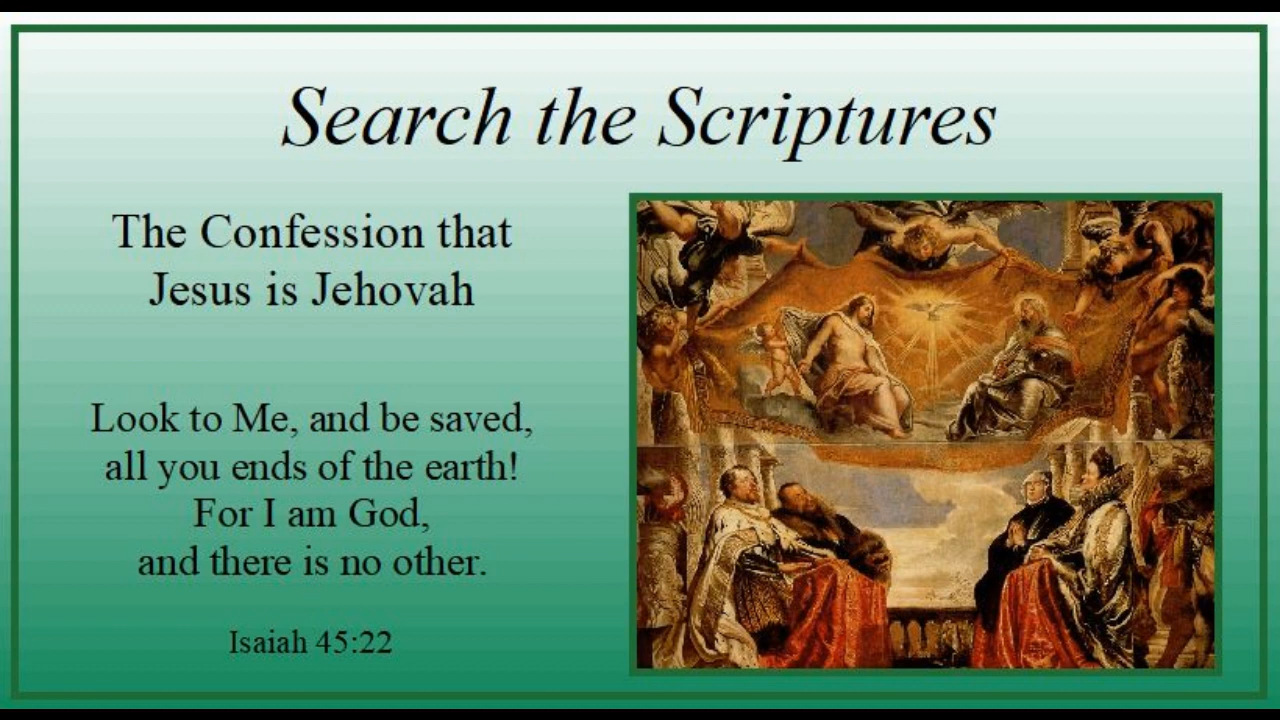 Search the Scriptures
The Confession that
Jesus is Jehovah
Look to Me, and be saved,
all you ends of the earth!
For I am God,
and there is no other.
Isaiah 45:22